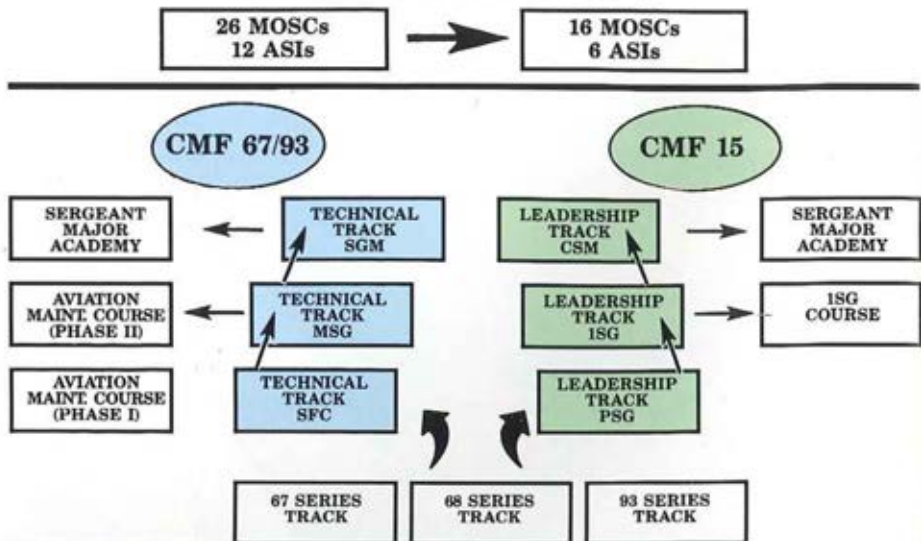 26 MOSCs
12 ASIs
16 MOSCs
6 ASIs
CMF 67/93
CMF 15
SERGEANT
MAJOR
ACADEMY
TECHNICAL
TRACK
SGM
LEADERSHIP
TRACK
CSM
SERGEANT
MAJOR
ACADEMY
AVIATION
MAINT. COURSE
(PHASE II)
TECHNICAL
TRACK
MSG
LEADERSHIP
TRACK
1SG
1SG
COURSE
AVIATION
MAINT. COURSE
(PHASE I)
TECHNICAL
TRACK
SFC
LEADERSHIP
TRACK
PSG
67 SERIES
TRACK
68 SERIES
TRACK
93 SERIES
TRACK